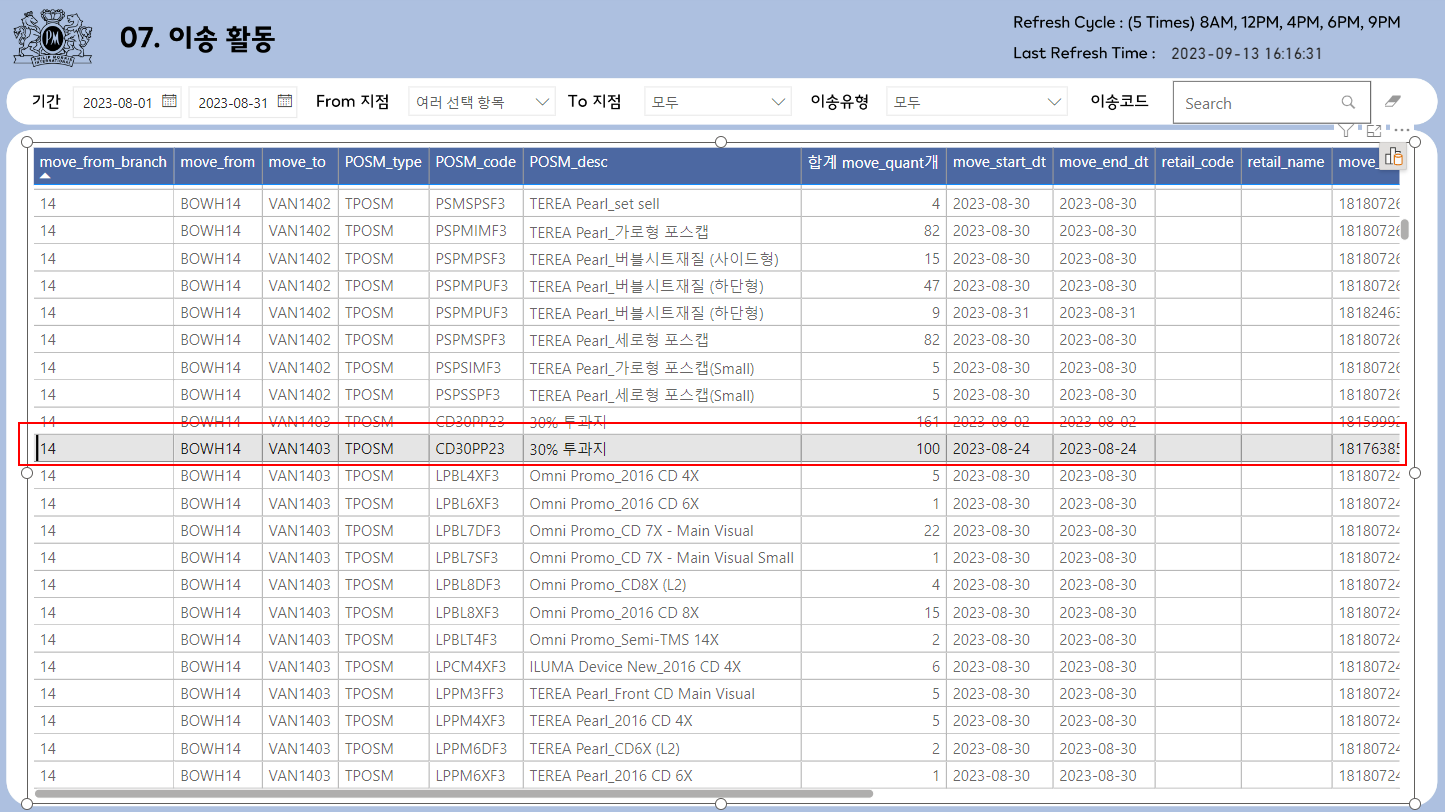 07. 이송 활동
Refresh Cycle : (5 Times) 8AM, 12PM, 4PM, 6PM, 9PM
Last Refresh Time : 2023-09-13 16:16:31
기간 2023-08-01 2023-08-31 From 지점 여러 선택 항목 To 지점 모두 이송유형 모두 이송코드 Search
move_from_branch move_from move_to POSM_type POSM_code POSM_desc 합계 move_quant개 move_start_dt move_end_dt retail_code retail_name move_
14 BOWH14 VAN1402 TPOSM PSMSPSF3 TEREA Pearl_set sell 4 2023-08-30 2023-08-30 18180726
14 BOWH14 VAN1402 TPOSM PSPMIMF3 TEREA Pearl_가로형 포스캡 82 2023-08-30 2023-08-30 18180726
14 BOWH14 VAN1402 TPOSM PSPMPSF3 TEREA Pearl_버블시트재질 (사이드형) 15 2023-08-30 2023-08-30 18180726
14 BOWH14 VAN1402 TPOSM PSPMPUF3 TEREA Pearl_버블시트재질 (하단형) 47 2023-08-30 2023-08-30 18180726
14 BOWH14 VAN1402 TPOSM PSPMPUF3 TEREA Pearl_버블시트재질 (하단형) 9 2023-08-31 2023-08-31 18182463
14 BOWH14 VAN1402 TPOSM PSPMSPF3 TEREA Pearl_세로형 포스캡 82 2023-08-30 2023-08-30 18180726
14 BOWH14 VAN1402 TPOSM PSPSIMF3 TEREA Pearl_가로형 포스캡(Small) 5 2023-08-30 2023-08-30 18180726
14 BOWH14 VAN1402 TPOSM PSPSSPF3 TEREA Pearl_세로형 포스캡(Small) 5 2023-08-30 2023-08-30 18180726
14 BOWH14 VAN1403 TPOSM CD30PP23 30% 투과지 161 2023-08-02 2023-08-02 18159992
14 BOWH14 VAN1403 TPOSM CD30PP23 30% 투과지 100 2023-08-24 2023-08-24 18176385
14 BOWH14 VAN1403 TPOSM LPBL4XF3 Omni Promo_2016 CD 4X 5 2023-08-30 2023-08-30 18180724
14 BOWH14 VAN1403 TPOSM LPBL6XF3 Omni Promo_2016 CD 6X 1 2023-08-30 2023-08-30 18180724
14 BOWH14 VAN1403 TPOSM LPBL7DF3 Omni Promo_CD 7X - Main Visual 22 2023-08-30 2023-08-30 18180724
14 BOWH14 VAN1403 TPOSM LPBL7SF3 Omni Promo_CD 7X - Main Visual Small 1 2023-08-30 2023-08-30 18180724
14 BOWH14 VAN1403 TPOSM LPBL8DF3 Omni Promo_CD8X (L2) 4 2023-08-30 2023-08-30 18180724
14 BOWH14 VAN1403 TPOSM LPBL8XF3 Omni Promo_2016 CD 8X 15 2023-08-30 2023-08-30 18180724
14 BOWH14 VAN1403 TPOSM LPBLT4F3 Omni Promo_Semi-TMS 14X 2 2023-08-30 2023-08-30 18180724
14 BOWH14 VAN1403 TPOSM LPCM4XF3 ILUMA Device New_2016 CD 4X 6 2023-08-30 2023-08-30 18180724
14 BOWH14 VAN1403 TPOSM LPPM3FF3 TEREA Pearl_Front CD Main Visual 5 2023-08-30 2023-08-30 18180724
14 BOWH14 VAN1403 TPOSM LPPM4XF3 TEREA Pearl_2016 CD 4X 5 2023-08-30 2023-08-30 18180724
14 BOWH14 VAN1403 TPOSM LPPM6DF3 TEREA Pearl_CD6X (L2) 2 2023-08-30 2023-08-30 18180724
14 BOWH14 VAN1403 TPOSM LPPM6XF3 TEREA Pearl_2016 CD 6X 1 2023-08-30 2023-08-30 18180724